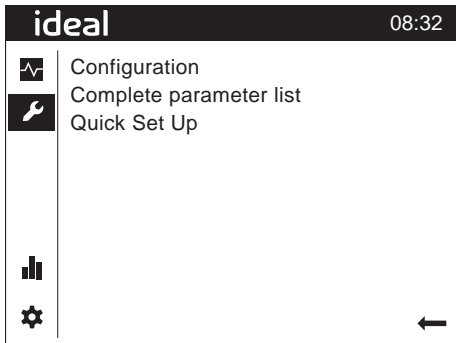 ideal 08:32
Configuration
Complete parameter list
Quick Set Up